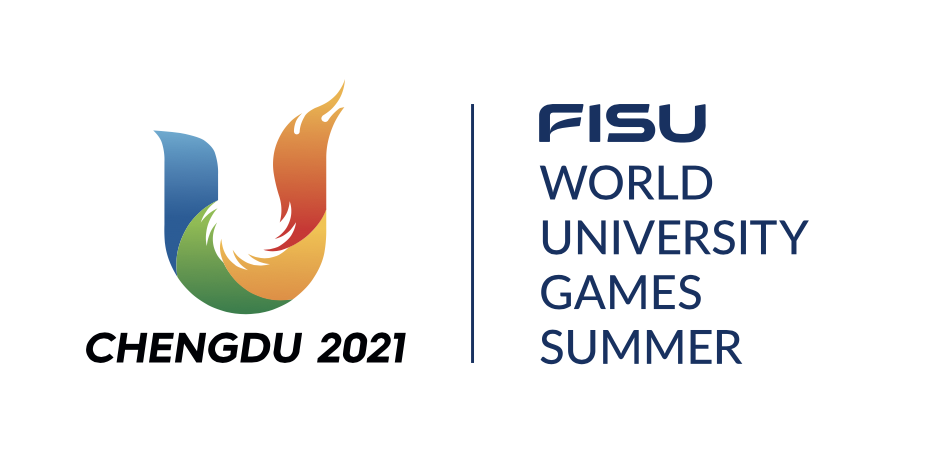 CHENGDU 2021
FISU
WORLD
UNIVERSITY
GAMES
SUMMER